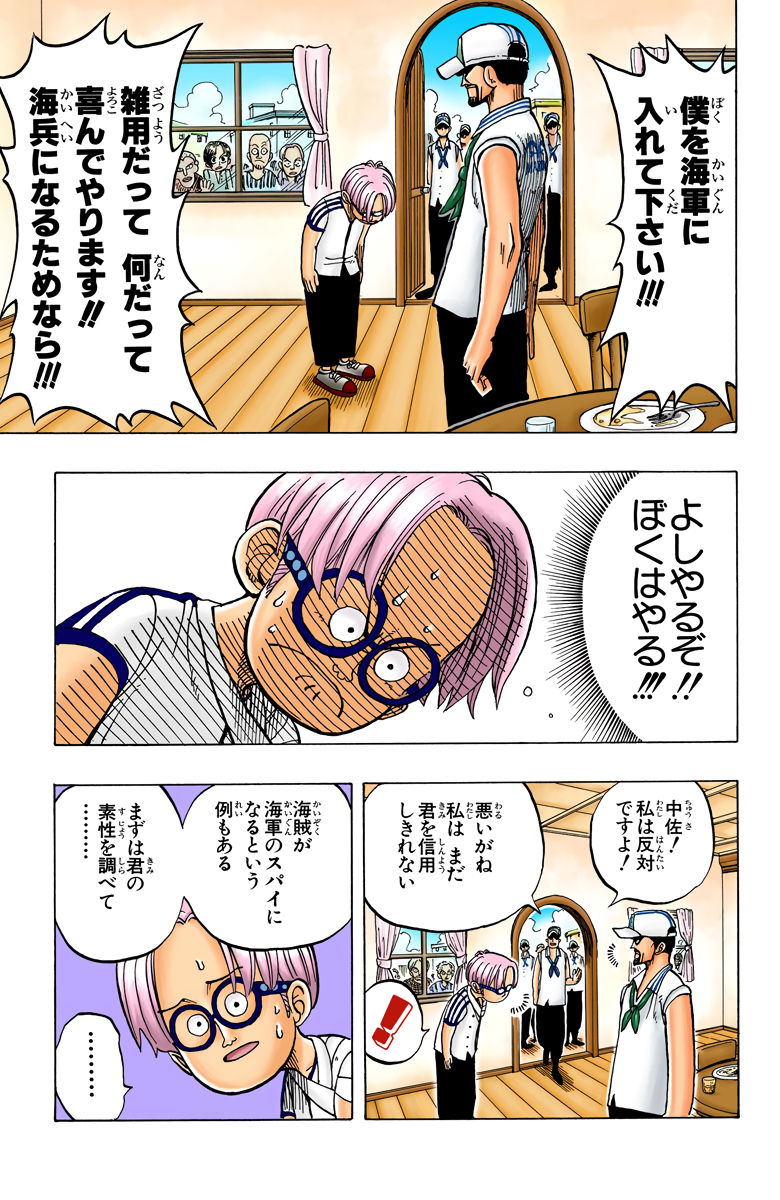 僕を海軍に
入れて下さい!!!
雑用だって 何だって
喜んでやります!!
海兵になるためなら!!!
よしやるぞ!!
ぼくはやる!!!
中佐!
私は反対
ですよ!
悪いがね
私は まだ
君を信用
しきれない
!
海賊が
海軍のスパイに
なるという
例もある
まずは君の
素性を調べて
………
………